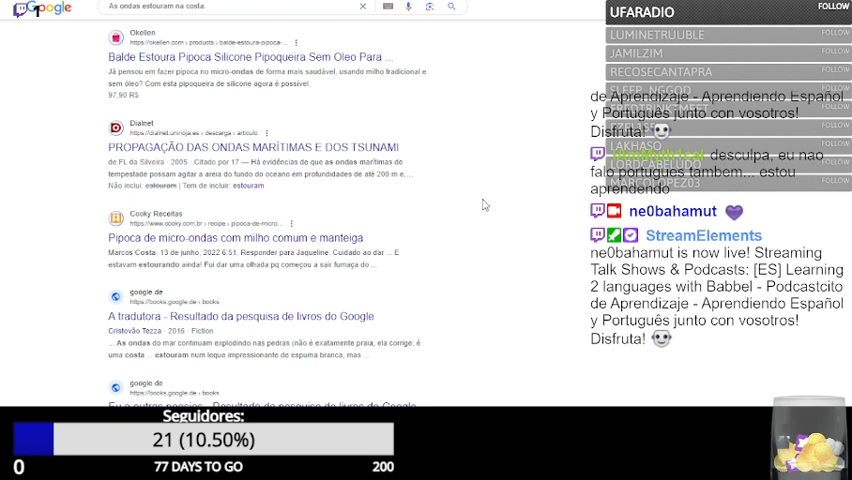 Google
As ondas estouram na costa.
Okellen
https://okellen.com › products › balde-estoura-pipoca-...
Balde Estoura Pipoca Silicone Pipoqueira Sem Oleo Para ...
Já pensou em fazer pipoca no micro-ondas de forma mais saudável, usando milho tradicional e
sem óleo? Com esta pipoqueira de silicone agora é possível.
97,90 R$
Dialnet
https://dialnet.unirioja.es › descarga › articulo
PROPAGAÇÃO DAS ONDAS MARÍTIMAS E DOS TSUNAMI
de FL da Silveira · 2005 · Citado por 17 — Há evidências de que as ondas marítimas de
tempestade possam agitar a areia do fundo do oceano em profundidades de até 200 m e,...
Não inclui: estouram | Tem de incluir: estouram
Cooky Receitas
https://www.cooky.com.br › recipe › pipoca-de-micro...
Pipoca de micro-ondas com milho comum e manteiga
Marcos Costa. 13 de junho, 2022 6:51. Responder para Jaqueline. Cuidado ao dar ... E
estavam estourando ainda! Fui dar uma olhada pq começou a sair fumaça do ...
google.de
https://books.google.de › books
A tradutora - Resultado da pesquisa de livros do Google
Cristovão Tezza · 2016 · Fiction
... As ondas do mar continuam explodindo nas pedras (não é exatamente praia, ela corrige: é
uma costa ... estouram num leque impressionante de espuma branca, mas...
google.de
https://books.google.de › books
Eu e outras poesias - Resultado da pesquisa de livros do Google
UFARADIO FOLLOW
LUMINETRUUBLE FOLLOW
JAMILZIM FOLLOW
RECOSECANTAPRA FOLLOW
FOLLOW
de Aprendizaje - Aprendiendo Español
y Português junto con vosotros!
Disfruta!
LAKHASO
LORDCABELUDO
MARCOLOPEZ03
IAmMyth1cal desculpa, eu nao
falo portugues tambem... estou
aprendendo
ne0bahamut
StreamElements
ne0bahamut is now live! Streaming
Talk Shows & Podcasts: [ES] Learning
2 languages with Babbel - Podcastcito
de Aprendizaje - Aprendiendo Español
y Português junto con vosotros!
Disfruta!
Seguidores:
21 (10.50%)
0 77 DAYS TO GO 200